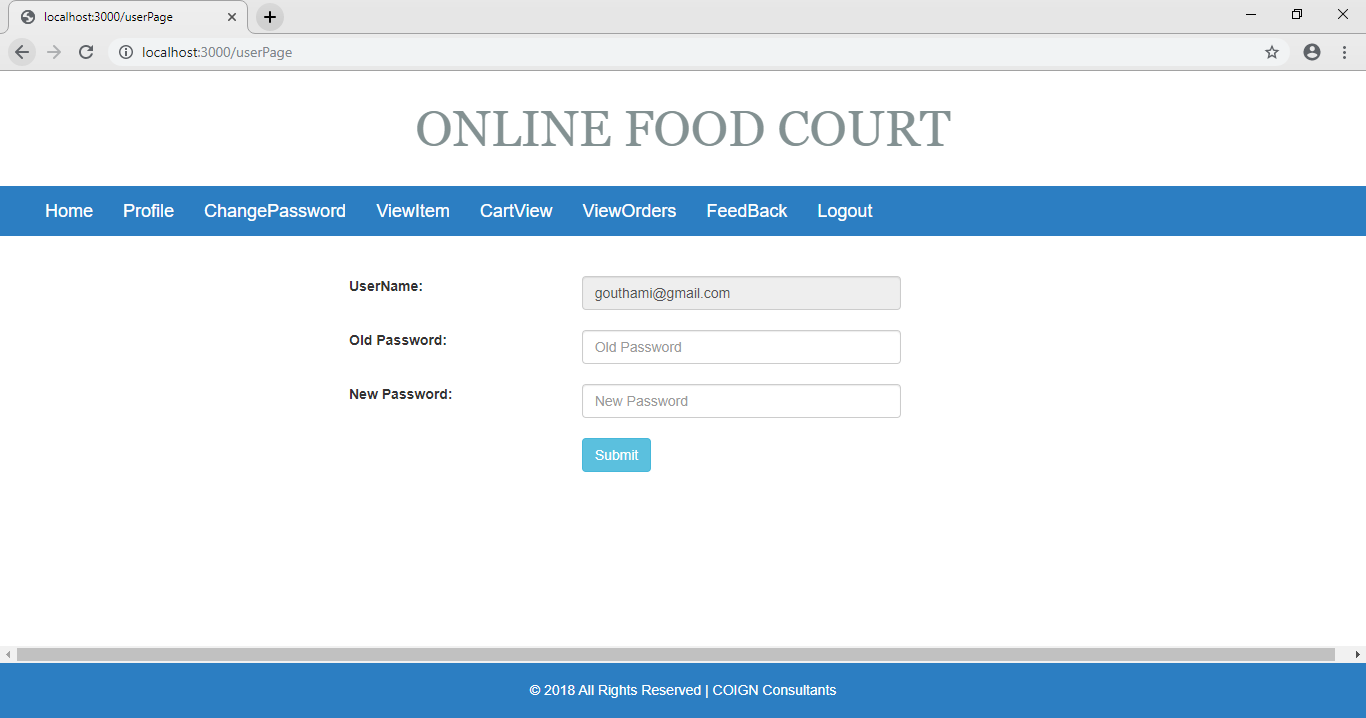 localhost:3000/userPage
localhost:3000/userPage
ONLINE FOOD COURT
Home Profile ChangePassword ViewItem CartView ViewOrders FeedBack Logout
UserName: gouthami@gmail.com
Old Password: Old Password
New Password: New Password
Submit
© 2018 All Rights Reserved | COIGN Consultants